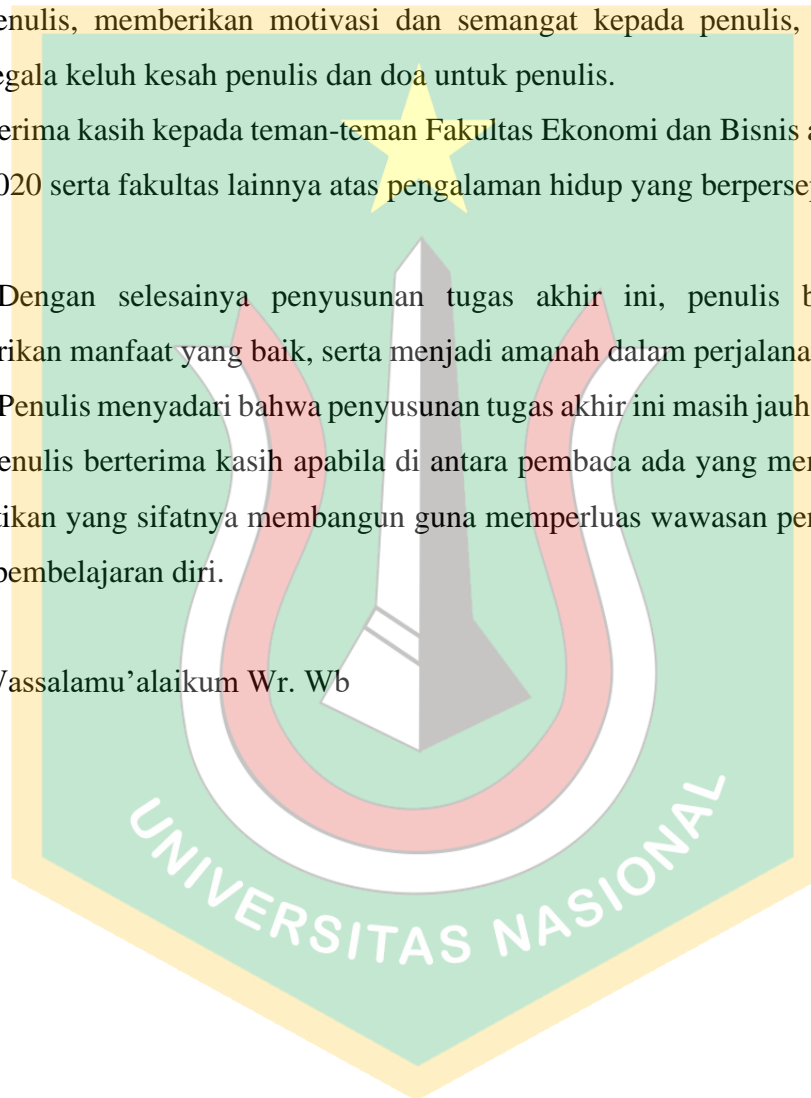 enulis, memberikan motivasi dan semangat kepada penulis,
egala keluh kesah penulis dan doa untuk penulis.
erima kasih kepada teman-teman Fakultas Ekonomi dan Bisnis a
020 serta fakultas lainnya atas pengalaman hidup yang bersep
Dengan selesainya penyusunan tugas akhir ini, penulis b
rikan manfaat yang baik, serta menjadi amanah dalam perjalana
Penulis menyadari bahwa penyusunan tugas akhir ini masih jauh
enulis berterima kasih apabila di antara pembaca ada yang mem
tikan yang sifatnya membangun guna memperluas wawasan pen
pembelajaran diri.
Vassalamu’alaikum Wr. Wb
UNIVERSITAS NASIONAL